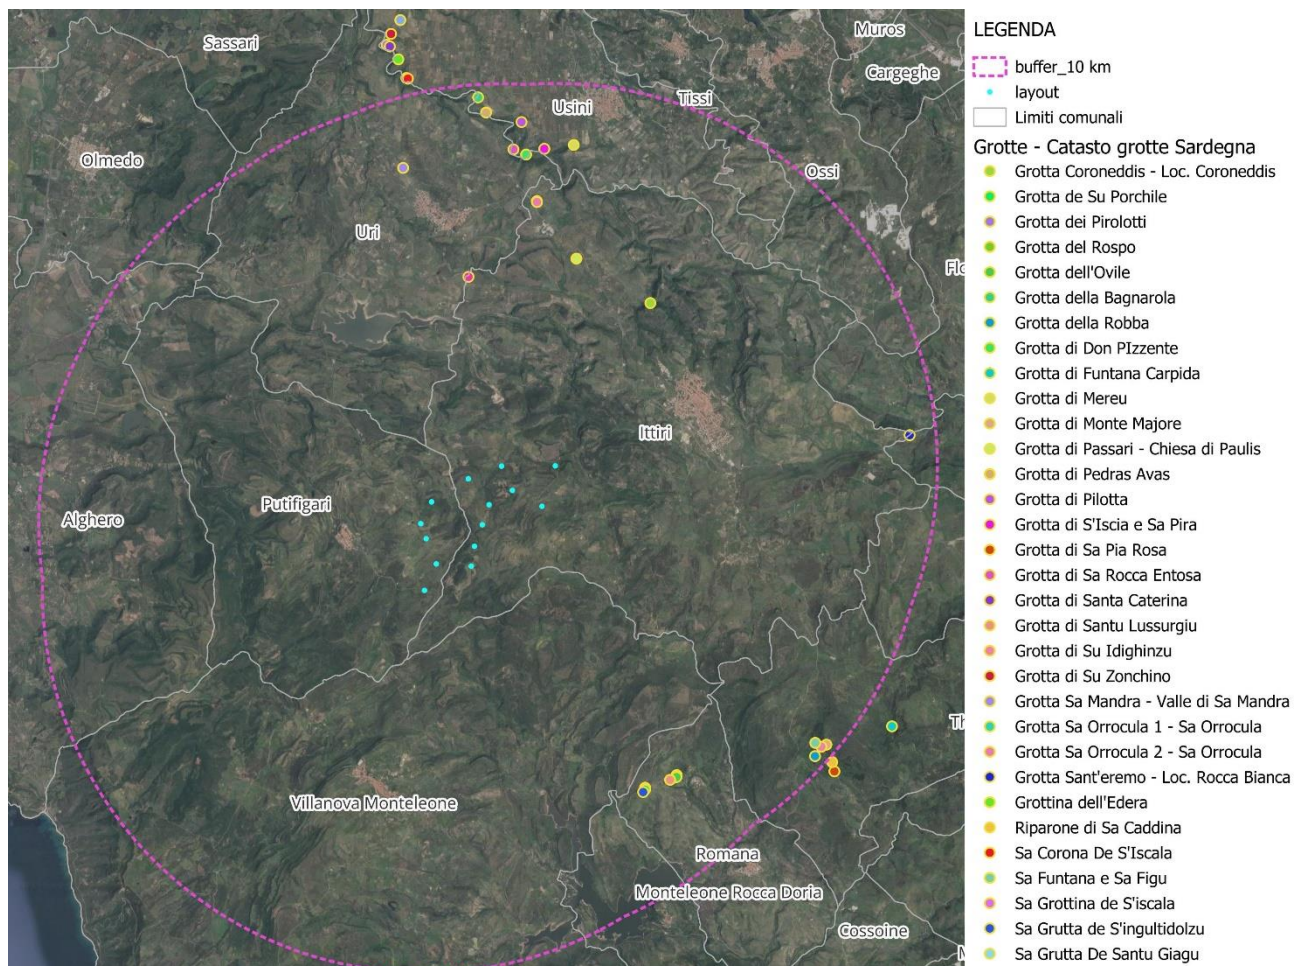 Sassari
Muros
Cargeghe
Tissi
Usini
Olmedo
Ossi
Uri
Flo
Ittiri
Putifigari
Alghero
Th
Villanova Monteleone
Romana
Monteleone Rocca Doria
Cossoine
M
LEGENDA
buffer_10 km
layout
Limiti comunali
Grotte - Catasto grotte Sardegna
Grotta Coroneddis - Loc. Coroneddis
Grotta de Su Porchile
Grotta dei Pirolotti
Grotta del Rospo
Grotta dell'Ovile
Grotta della Bagnarola
Grotta della Robba
Grotta di Don PIzzente
Grotta di Funtana Carpida
Grotta di Mereu
Grotta di Monte Majore
Grotta di Passari - Chiesa di Paulis
Grotta di Pedras Avas
Grotta di Pilotta
Grotta di S'Iscia e Sa Pira
Grotta di Sa Pia Rosa
Grotta di Sa Rocca Entosa
Grotta di Santa Caterina
Grotta di Santu Lussurgiu
Grotta di Su Idighinzu
Grotta di Su Zonchino
Grotta Sa Mandra - Valle di Sa Mandra
Grotta Sa Orrocula 1 - Sa Orrocula
Grotta Sa Orrocula 2 - Sa Orrocula
Grotta Sant'eremo - Loc. Rocca Bianca
Grottina dell'Edera
Riparone di Sa Caddina
Sa Corona De S'Iscala
Sa Funtana e Sa Figu
Sa Grottina de S'iscala
Sa Grutta de S'ingultidolzu
Sa Grutta De Santu Giagu